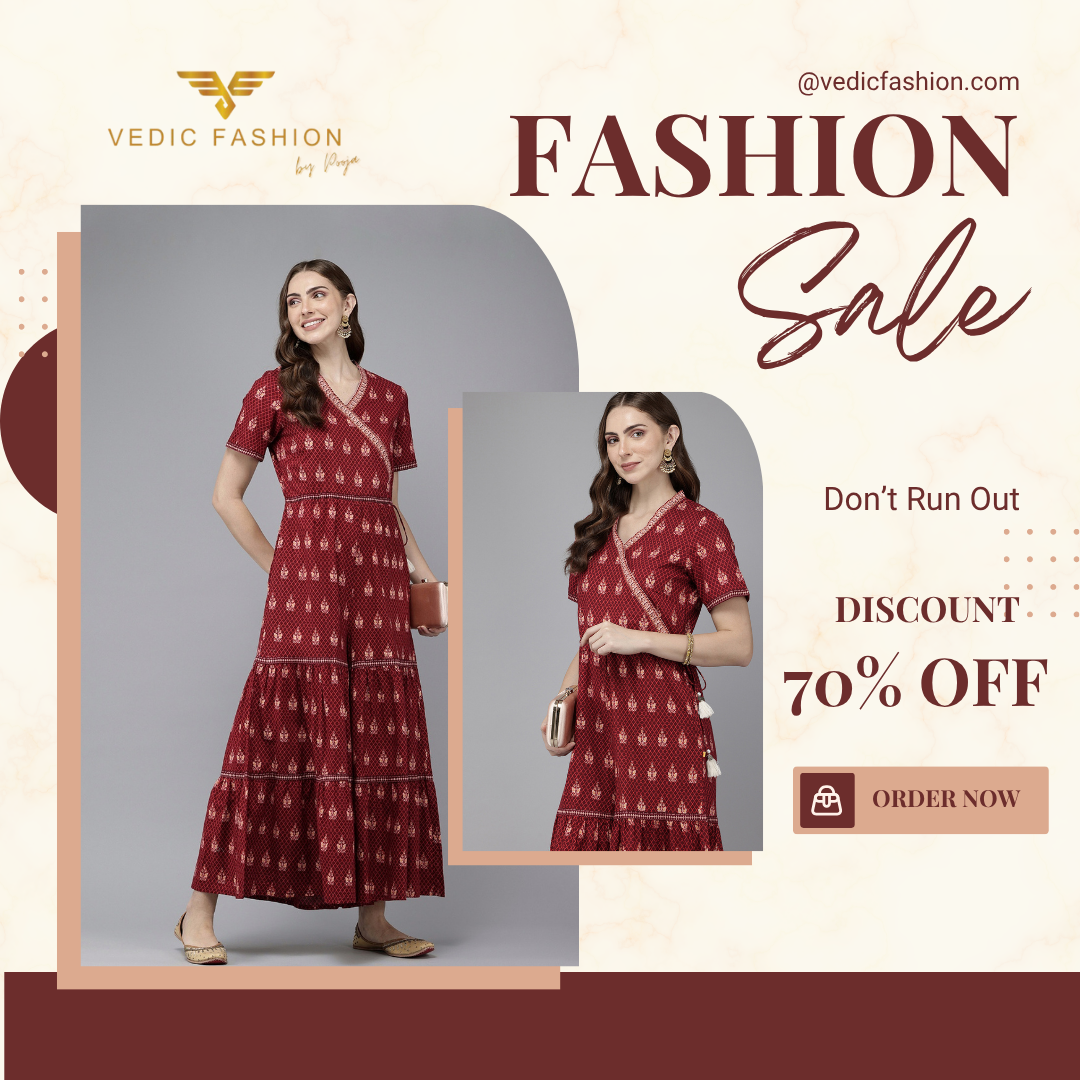 VEDIC FASHION
by Pooja
@vedicfashion.com
FASHION
Sale
Don’t Run Out
DISCOUNT
70% OFF
ORDER NOW